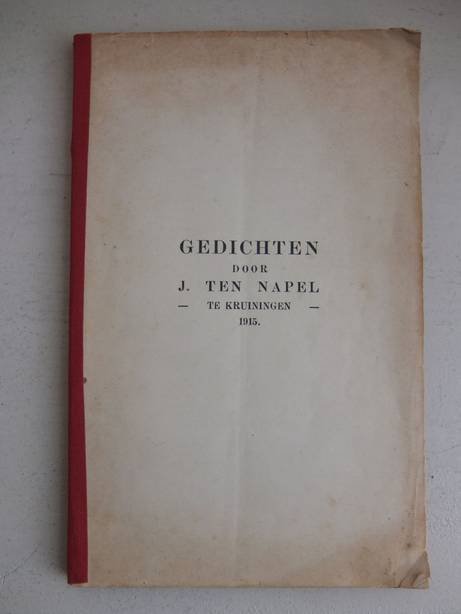 GEDICHTEN
DOOR
J. TEN NAPEL
— TE KRUININGEN —
1915.